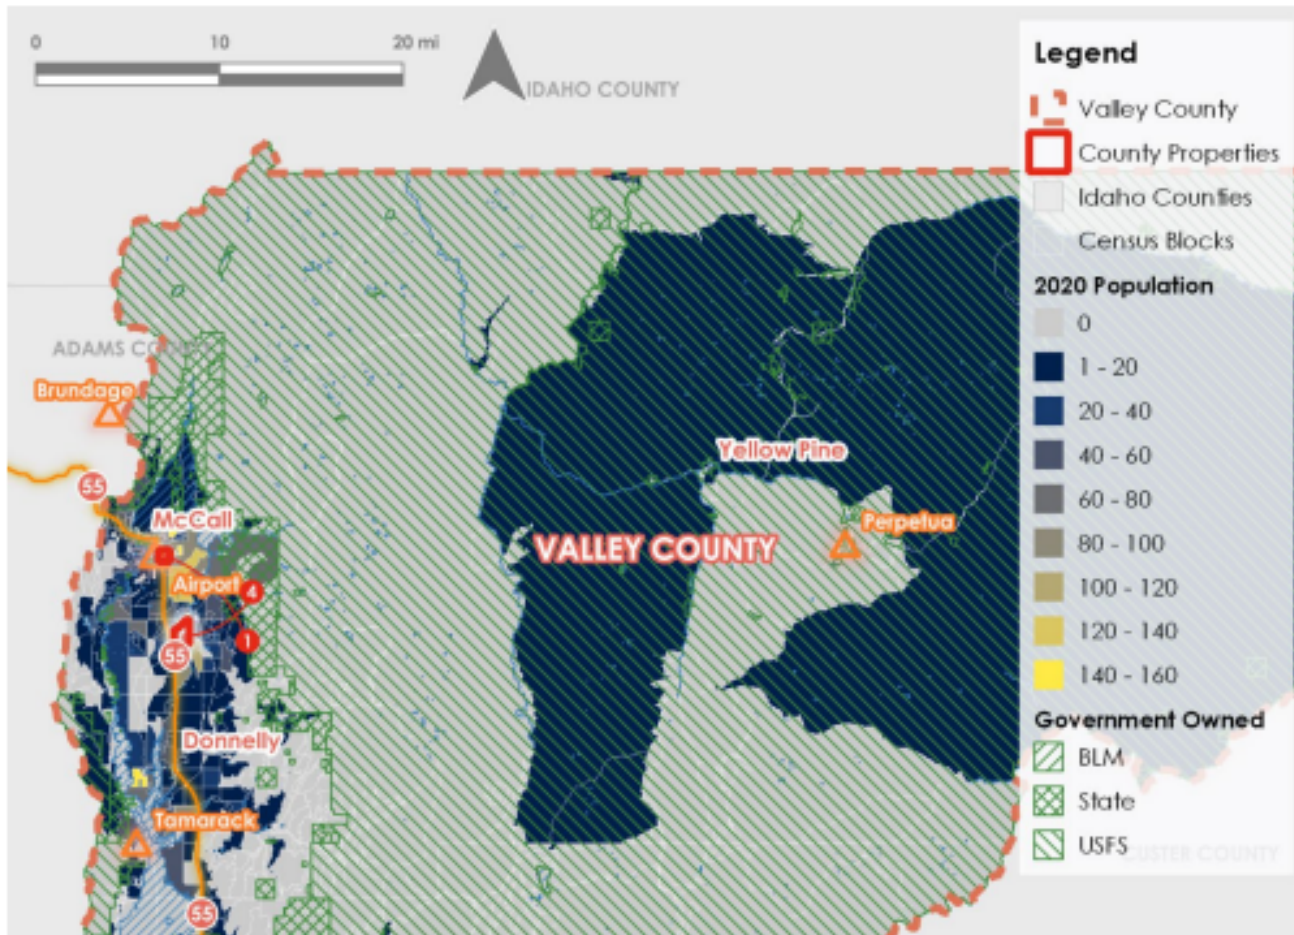 0 10 20 mi
IDAHO COUNTY
ADAMS COUNTY
Brundage
55
McCall
Airport
4
1
55
Donnelly
Tamarack
55
Yellow Pine
VALLEY COUNTY
Perpetua
Legend
Valley County
County Properties
Idaho Counties
Census Blocks
2020 Population
0
1 - 20
20 - 40
40 - 60
60 - 80
80 - 100
100 - 120
120 - 140
140 - 160
Government Owned
BLM
State
USFS
CUSTER COUNTY